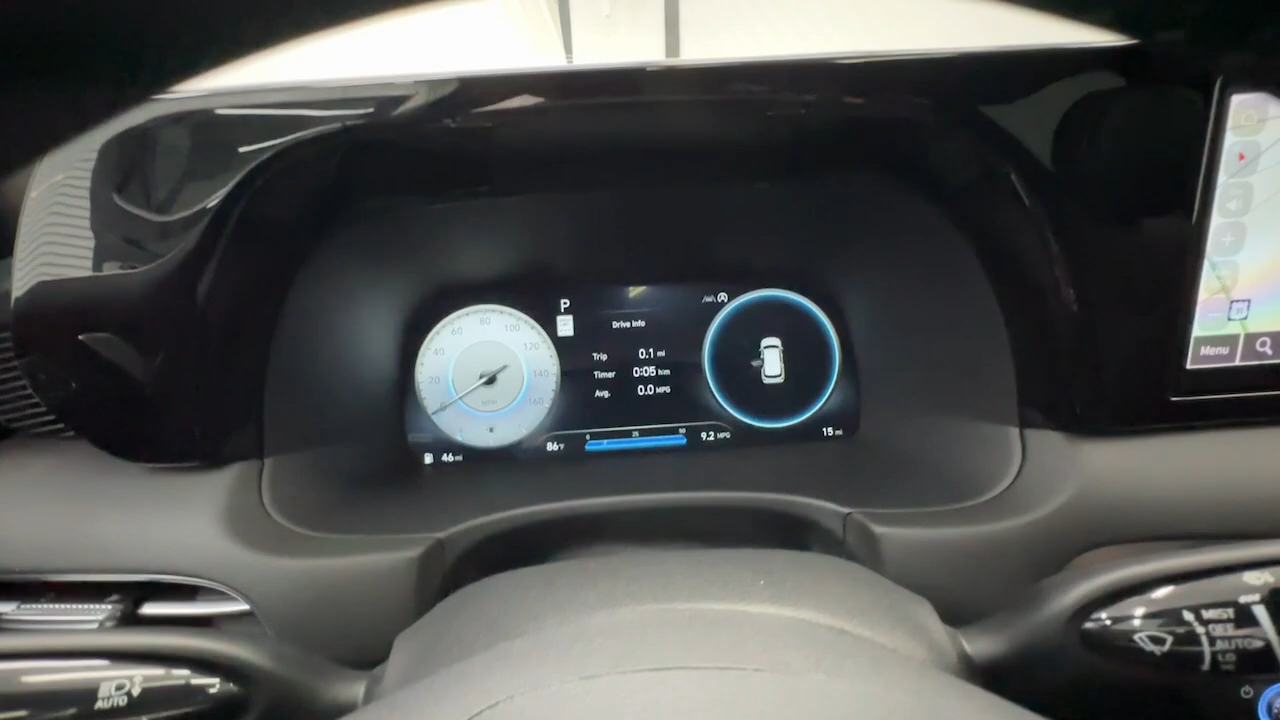 P
80
60
100
40
120
20
140
160
MPH
Drive Info
Trip 0.1 mi
Timer 0:05 h:m
Avg. 0.0 MPG
46 mi
86°F
0 25 50
9.2 MPG
15 mi
Menu
AUTO
MIST
OFF
AUTO
LO
HI